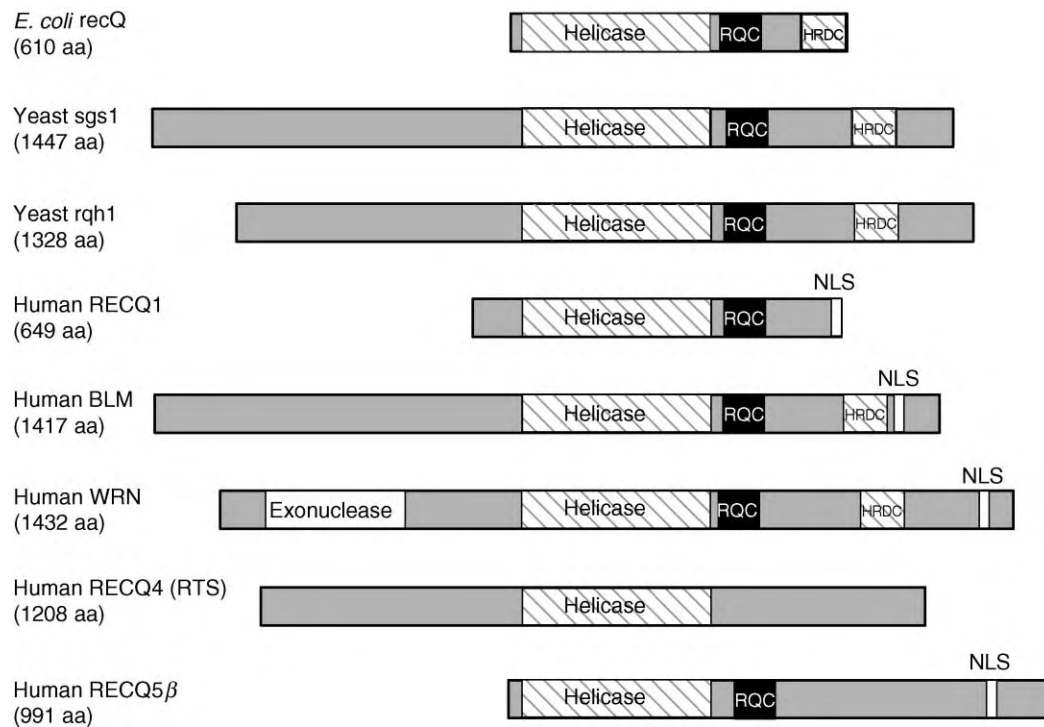 E. coli recQ
(610 aa)
Helicase
RQC
HRDC
Yeast sgs1
(1447 aa)
Helicase
RQC
HRDC
Yeast rqh1
(1328 aa)
Helicase
RQC
HRDC
Human RECQ1
(649 aa)
Helicase
RQC
NLS
Human BLM
(1417 aa)
Helicase
RQC
HRDC
NLS
Human WRN
(1432 aa)
Exonuclease
Helicase
RQC
HRDC
NLS
Human RECQ4 (RTS)
(1208 aa)
Helicase
Human RECQ5β
(991 aa)
Helicase
RQC
NLS